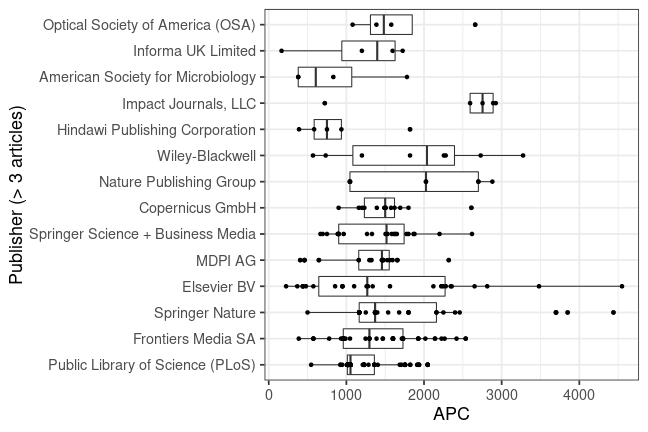 Publisher (> 3 articles)
Optical Society of America (OSA)
Informa UK Limited
American Society for Microbiology
Impact Journals, LLC
Hindawi Publishing Corporation
Wiley-Blackwell
Nature Publishing Group
Copernicus GmbH
Springer Science + Business Media
MDPI AG
Elsevier BV
Springer Nature
Frontiers Media SA
Public Library of Science (PLoS)
0 1000 2000 3000 4000
APC